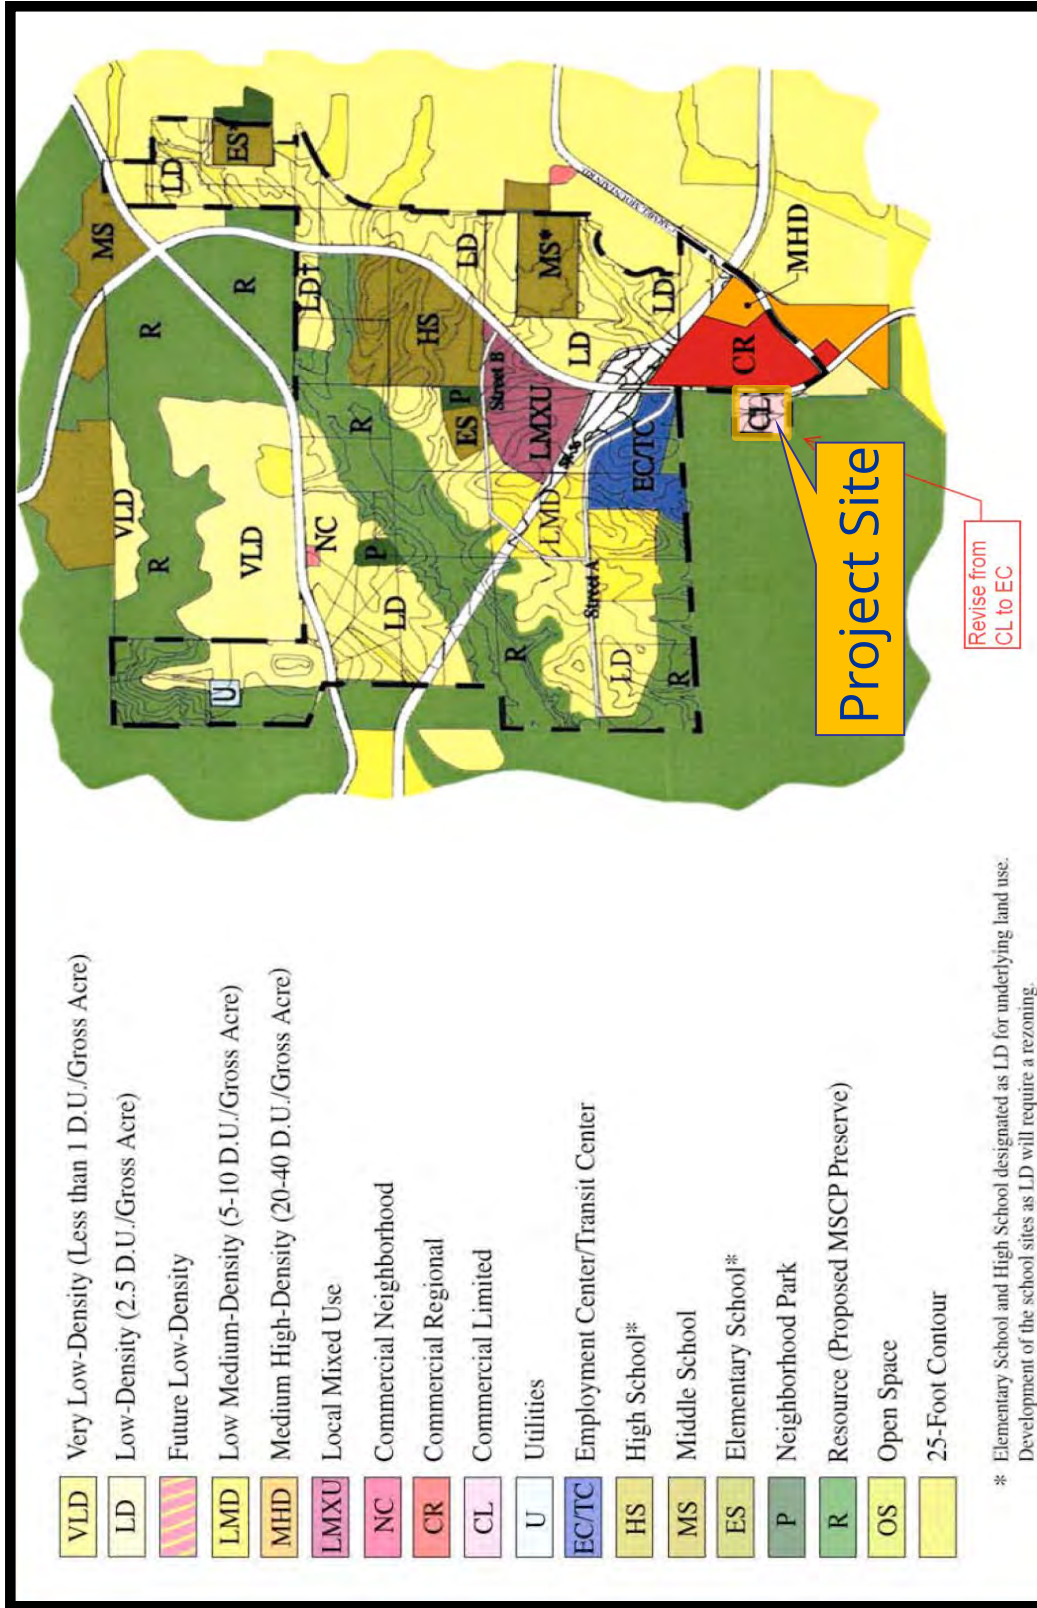 VLD Very Low-Density (Less than 1 D.U./Gross Acre)
LD Low-Density (2.5 D.U./Gross Acre)
Future Low-Density
LMD Low Medium-Density (5-10 D.U./Gross Acre)
MHD Medium High-Density (20-40 D.U./Gross Acre)
LMXU Local Mixed Use
NC Commercial Neighborhood
CR Commercial Regional
CL Commercial Limited
U Utilities
EC/TC Employment Center/Transit Center
HS High School*
MS Middle School
ES Elementary School*
P Neighborhood Park
R Resource (Proposed MSCP Preserve)
OS Open Space
25-Foot Contour
* Elementary School and High School designated as LD for underlying land use.
Development of the school sites as LD will require a rezoning.
MS
LD
ES*
R
R
LD†
VLD
R
VLD
U
NC
R
P
LD
HS
LD
ES
P
Street B
MS*
LD
LD
LMXU
SR-56
LMD
EC/TC
Street A
R
LD
R
CARMEL MOUNTAIN RD.
MHD
CR
CL
Project Site
Revise from
CL to EC